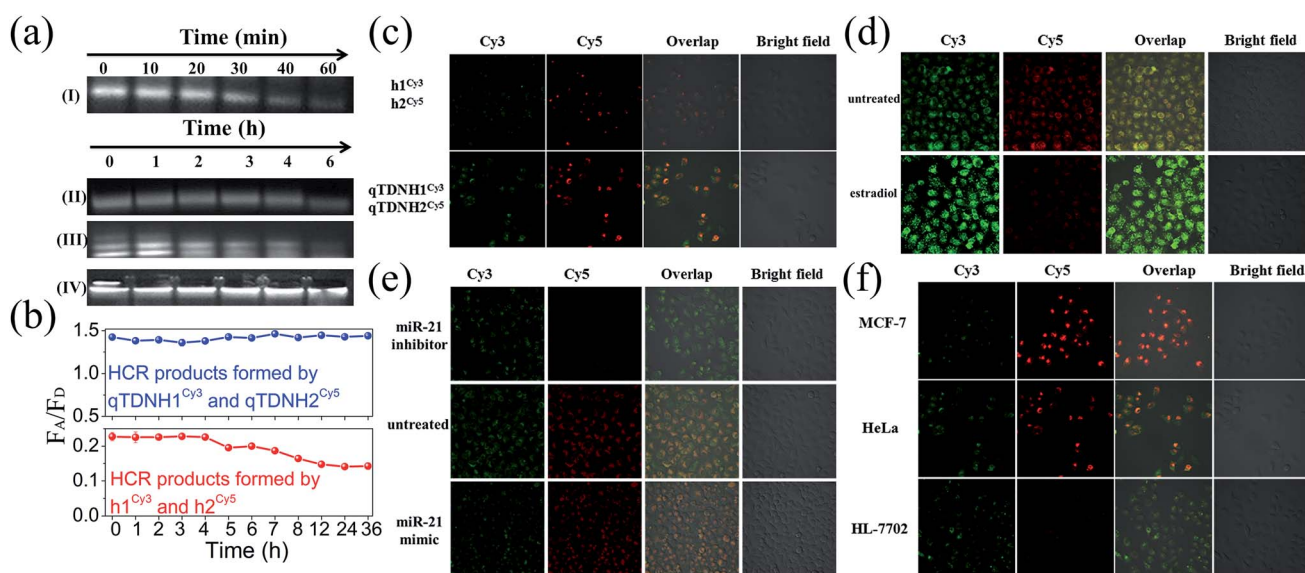 (a)
Time (min)
0 10 20 30 40 60
(I)
Time (h)
0 1 2 3 4 6
(II)
(III)
(IV)
(b)
1.5
1.0
0.5
HCR products formed by
qTDNH1Cy3 and qTDNH2Cy5
FA/FD
0.2
0.1
0.0
HCR products formed by
h1Cy3 and h2Cy5
0 1 2 3 4 5 6 7 8 12 24 36
Time (h)
(c)
Cy3 Cy5 Overlap Bright field
h1Cy3
h2Cy5
qTDNH1Cy3
qTDNH2Cy5
(d)
Cy3 Cy5 Overlap Bright field
untreated
estradiol
(e)
Cy3 Cy5 Overlap Bright field
miR-21
inhibitor
untreated
miR-21
mimic
(f)
Cy3 Cy5 Overlap Bright field
MCF-7
HeLa
HL-7702